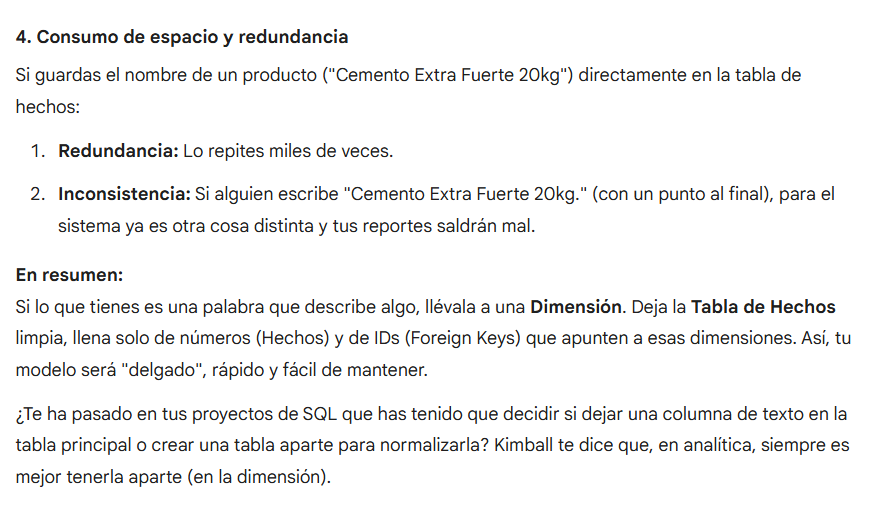 4. Consumo de espacio y redundancia
Si guardas el nombre de un producto ("Cemento Extra Fuerte 20kg") directamente en la tabla de
hechos:
1. Redundancia: Lo repites miles de veces.
2. Inconsistencia: Si alguien escribe "Cemento Extra Fuerte 20kg." (con un punto al final), para el
sistema ya es otra cosa distinta y tus reportes saldrán mal.
En resumen:
Si lo que tienes es una palabra que describe algo, llévala a una Dimensión. Deja la Tabla de Hechos
limpia, llena solo de números (Hechos) y de IDs (Foreign Keys) que apunten a esas dimensiones. Así, tu
modelo será "delgado", rápido y fácil de mantener.
¿Te ha pasado en tus proyectos de SQL que has tenido que decidir si dejar una columna de texto en la
tabla principal o crear una tabla aparte para normalizarla? Kimball te dice que, en analítica, siempre es
mejor tenerla aparte (en la dimensión).